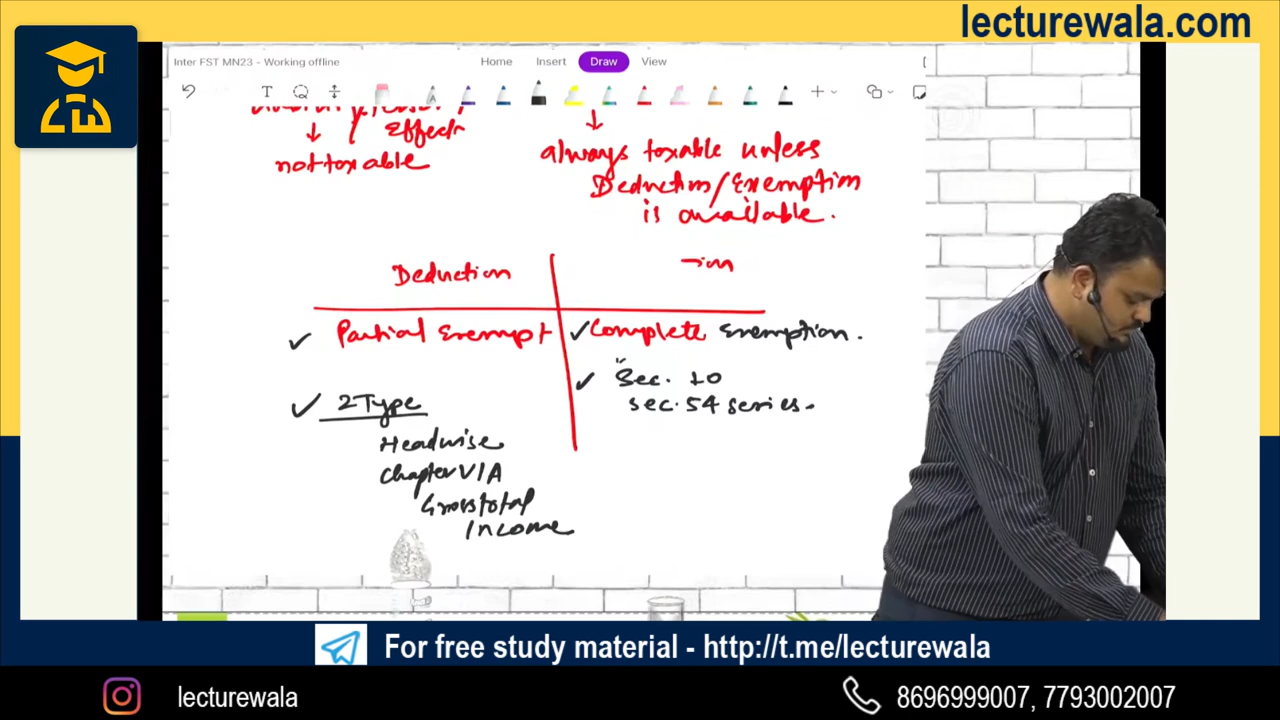 lecturewala.com
Inter FST MN23 - Working offline
Home Insert Draw View
Effect
not taxable
always taxable unless
Deduction/Exemption
is available.
Deduction
Partial Exempt
Complete Exemption.
Sec. 10
sec. 54 series.
2 Type
Headwise
Chapter VIA
Gross total
Income
For free study material - http://t.me/lecturewala
lecturewala
8696999007, 7793002007